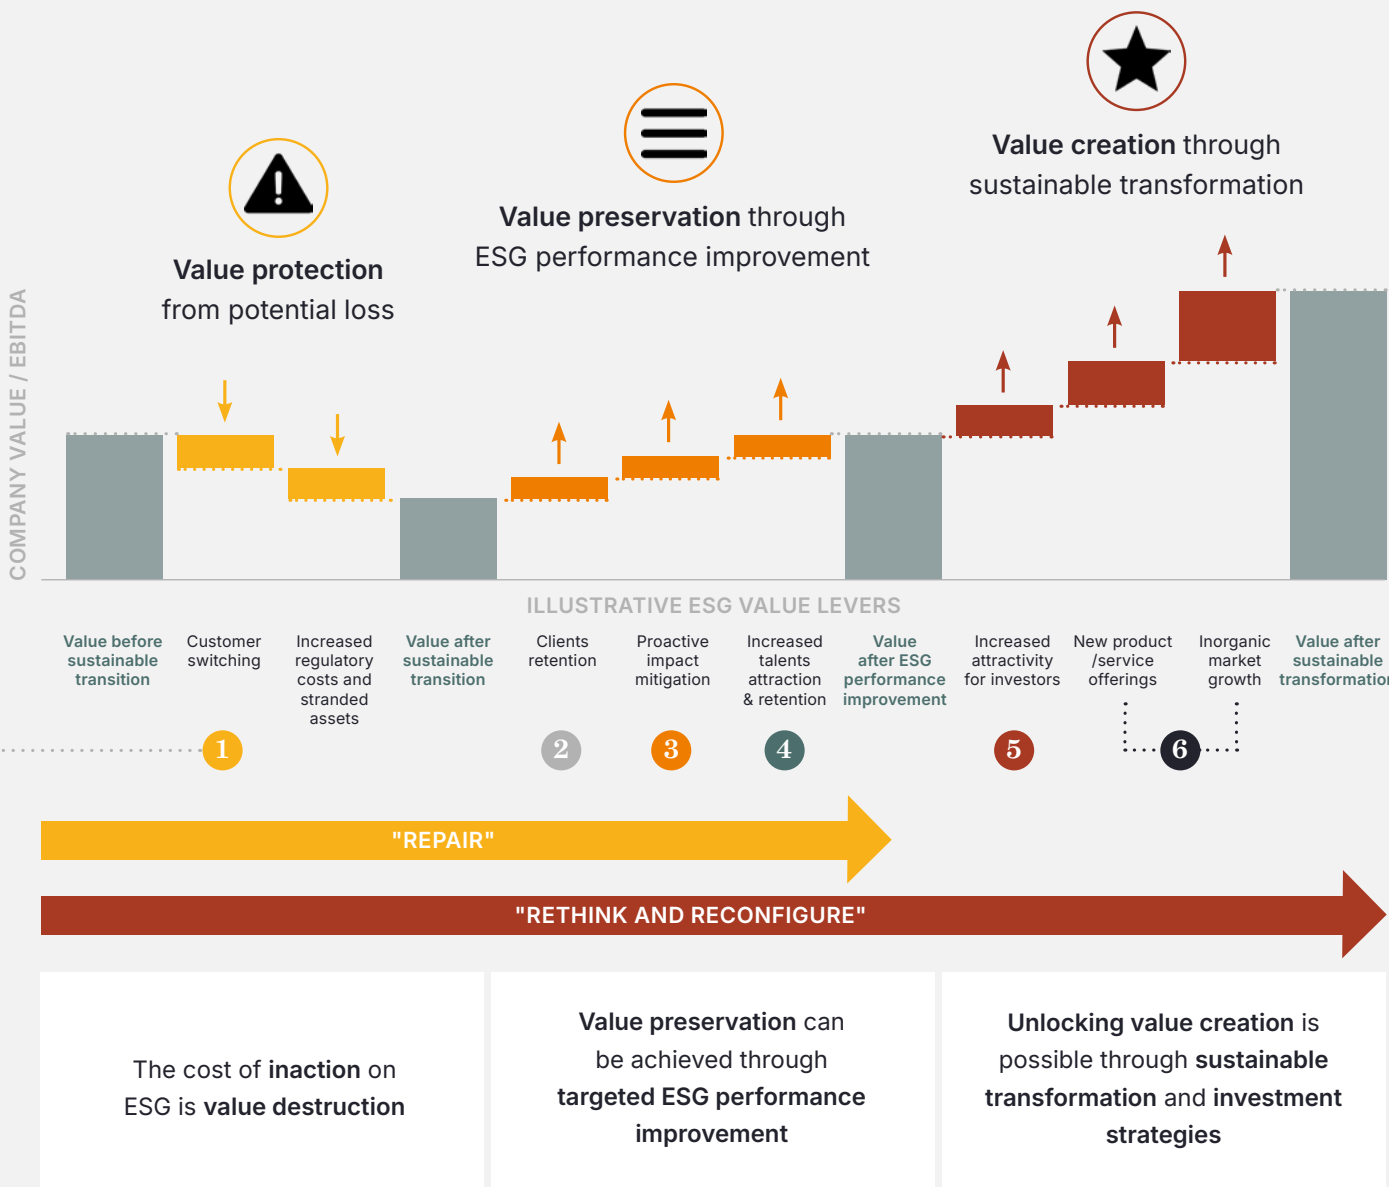 Value creation through
sustainable transformation
Value preservation through
ESG performance improvement
Value protection
from potential loss
COMPANY VALUE / EBITDA
ILLUSTRATIVE ESG VALUE LEVERS
Value before
sustainable
transition
Customer
switching
Increased
regulatory
costs and
stranded
assets
Value after
sustainable
transition
Clients
retention
Proactive
impact
mitigation
Increased
talents
attraction
& retention
Value
after ESG
performance
improvement
Increased
attractivity
for investors
New product
/service
offerings
Inorganic
market
growth
Value after
sustainable
transformation
1
2
3
4
5
6
"REPAIR"
"RETHINK AND RECONFIGURE"
The cost of inaction on
ESG is value destruction
Value preservation can
be achieved through
targeted ESG performance
improvement
Unlocking value creation is
possible through sustainable
transformation and investment
strategies